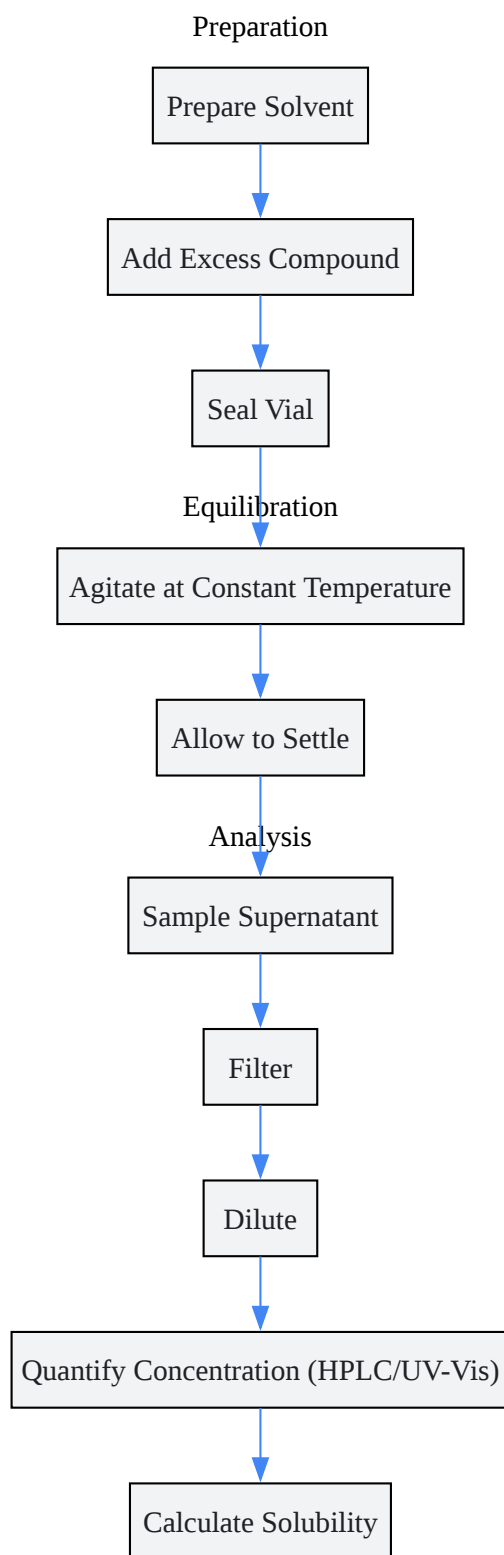 Preparation
Prepare Solvent
Add Excess Compound
Seal Vial
Equilibration
Agitate at Constant Temperature
Allow to Settle
Analysis
Sample Supernatant
Filter
Dilute
Quantify Concentration (HPLC/UV-Vis)
Calculate Solubility